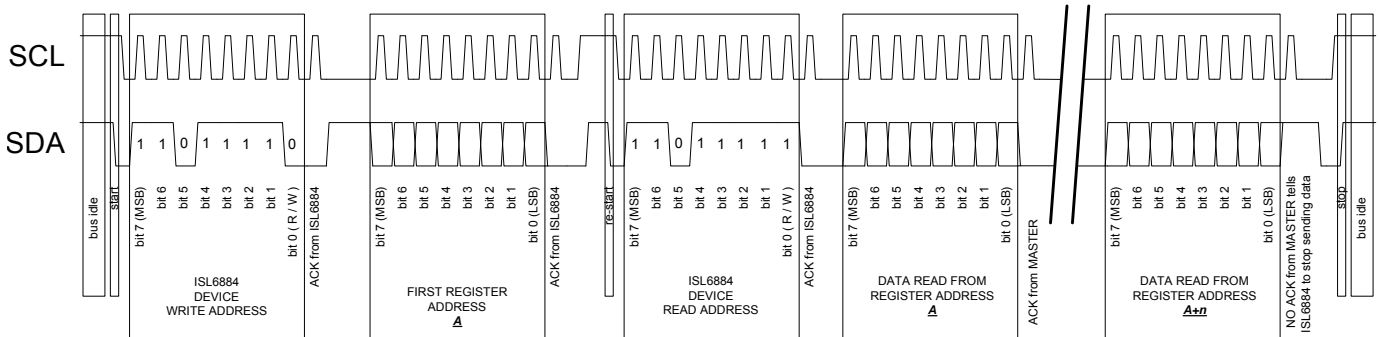 SCL
SDA
1 1 0 1 1 1 1 0
1 1 0 1 1 1 1 1
bus idle
start
bit 7 (MSB)
bit 6
bit 5
bit 4
bit 3
bit 2
bit 1
bit 0 ( R / W )
ACK from ISL6884
bit 7 (MSB)
bit 6
bit 5
bit 4
bit 3
bit 2
bit 1
bit 0 (LSB)
ACK from ISL6884
re-start
bit 7 (MSB)
bit 6
bit 5
bit 4
bit 3
bit 2
bit 1
bit 0 ( R / W )
ACK from ISL6884
bit 7 (MSB)
bit 6
bit 5
bit 4
bit 3
bit 2
bit 1
bit 0 (LSB)
ACK from MASTER
bit 7 (MSB)
bit 6
bit 5
bit 4
bit 3
bit 2
bit 1
bit 0 (LSB)
NO ACK from MASTER tells
ISL6884 to stop sending data
stop
bus idle
ISL6884
DEVICE
WRITE ADDRESS
FIRST REGISTER
ADDRESS
A
ISL6884
DEVICE
READ ADDRESS
DATA READ FROM
REGISTER ADDRESS
A
DATA READ FROM
REGISTER ADDRESS
A+n